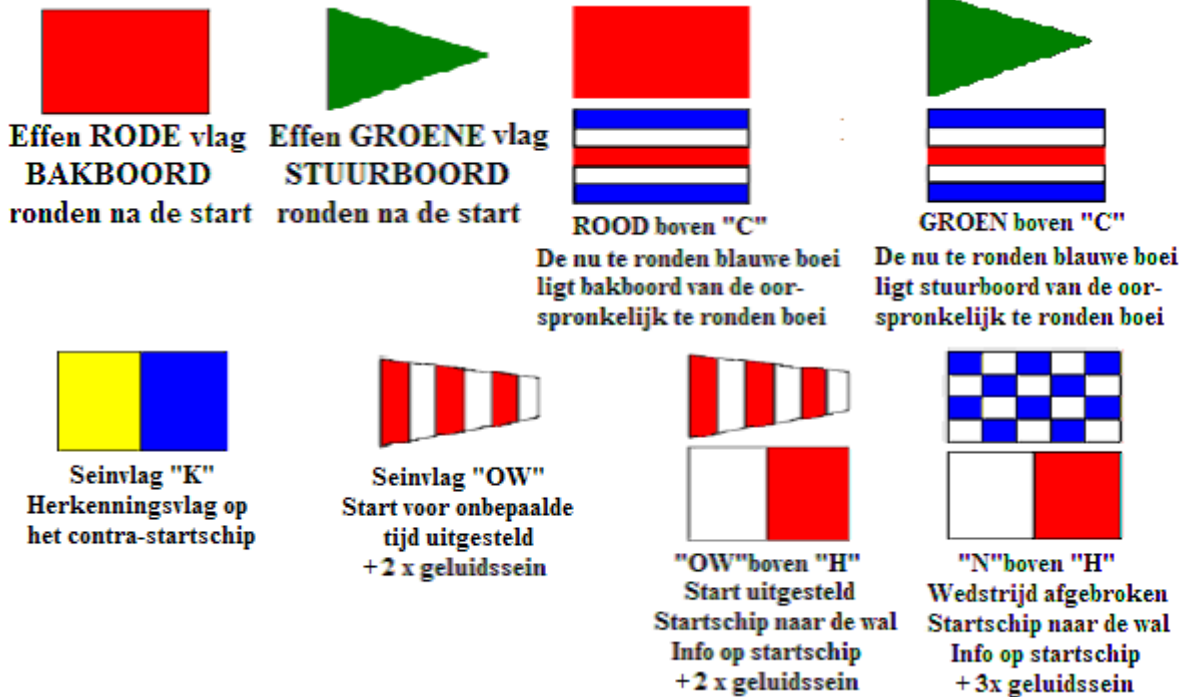 Effen RODE vlag
BAKBOORD
ronden na de start
Effen GROENE vlag
STUURBOORD
ronden na de start
ROOD boven "C"
De nu te ronden blauwe boei
ligt bakboord van de oor-
spronkelijk te ronden boei
GROEN boven "C"
De nu te ronden blauwe boei
ligt stuurboord van de oor-
spronkelijk te ronden boei
Seinvlag "K"
Herkenningsvlag op
het contra-startschip
Seinvlag "OW"
Start voor onbepaalde
tijd uitgesteld
+ 2 x geluidssein
"OW"boven "H"
Start uitgesteld
Startschip naar de wal
Info op startschip
+ 2 x geluidssein
"N"boven "H"
Wedstrijd afgebroken
Startschip naar de wal
Info op startschip
+ 3x geluidssein